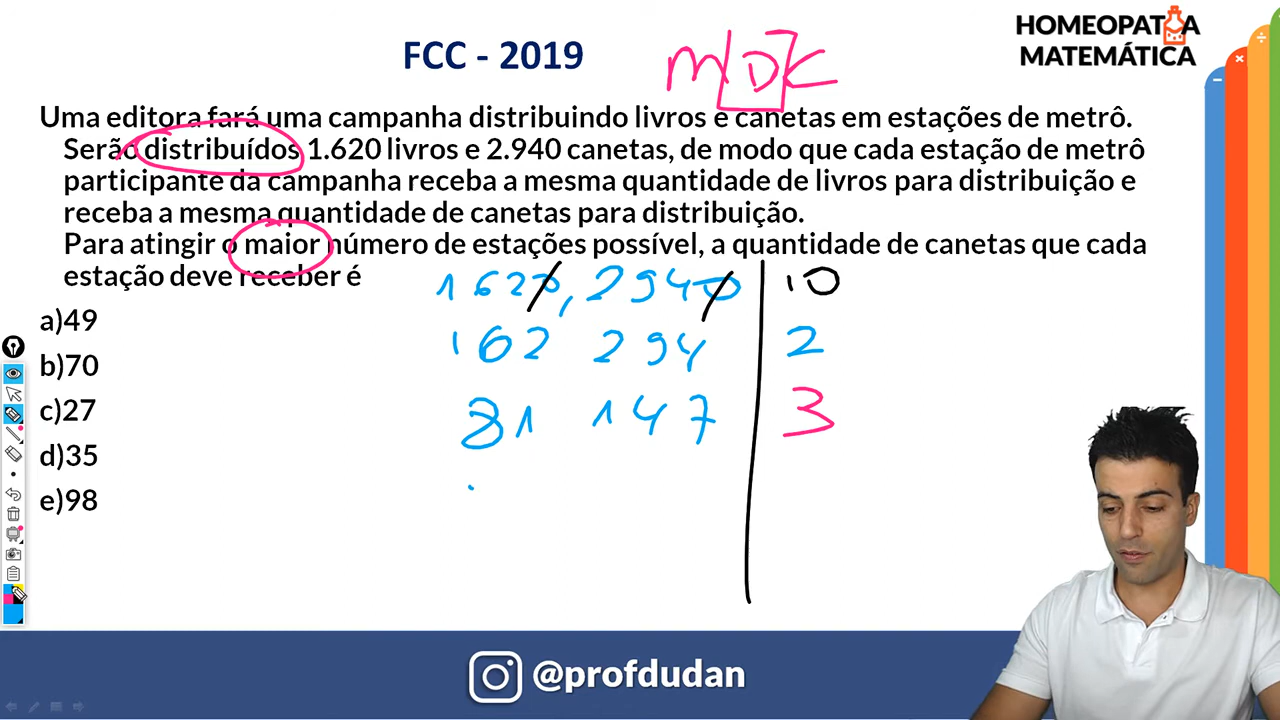 HOMEOPATIA
MATEMÁTICA
FCC - 2019
MDC
Uma editora fará uma campanha distribuindo livros e canetas em estações de metrô.
Serão distribuídos 1.620 livros e 2.940 canetas, de modo que cada estação de metrô
participante da campanha receba a mesma quantidade de livros para distribuição e
receba a mesma quantidade de canetas para distribuição.
Para atingir o maior número de estações possível, a quantidade de canetas que cada
estação deve receber é
1620, 2940 10
162 294 2
81 147 3
a)49
b)70
c)27
d)35
e)98
@profdudan